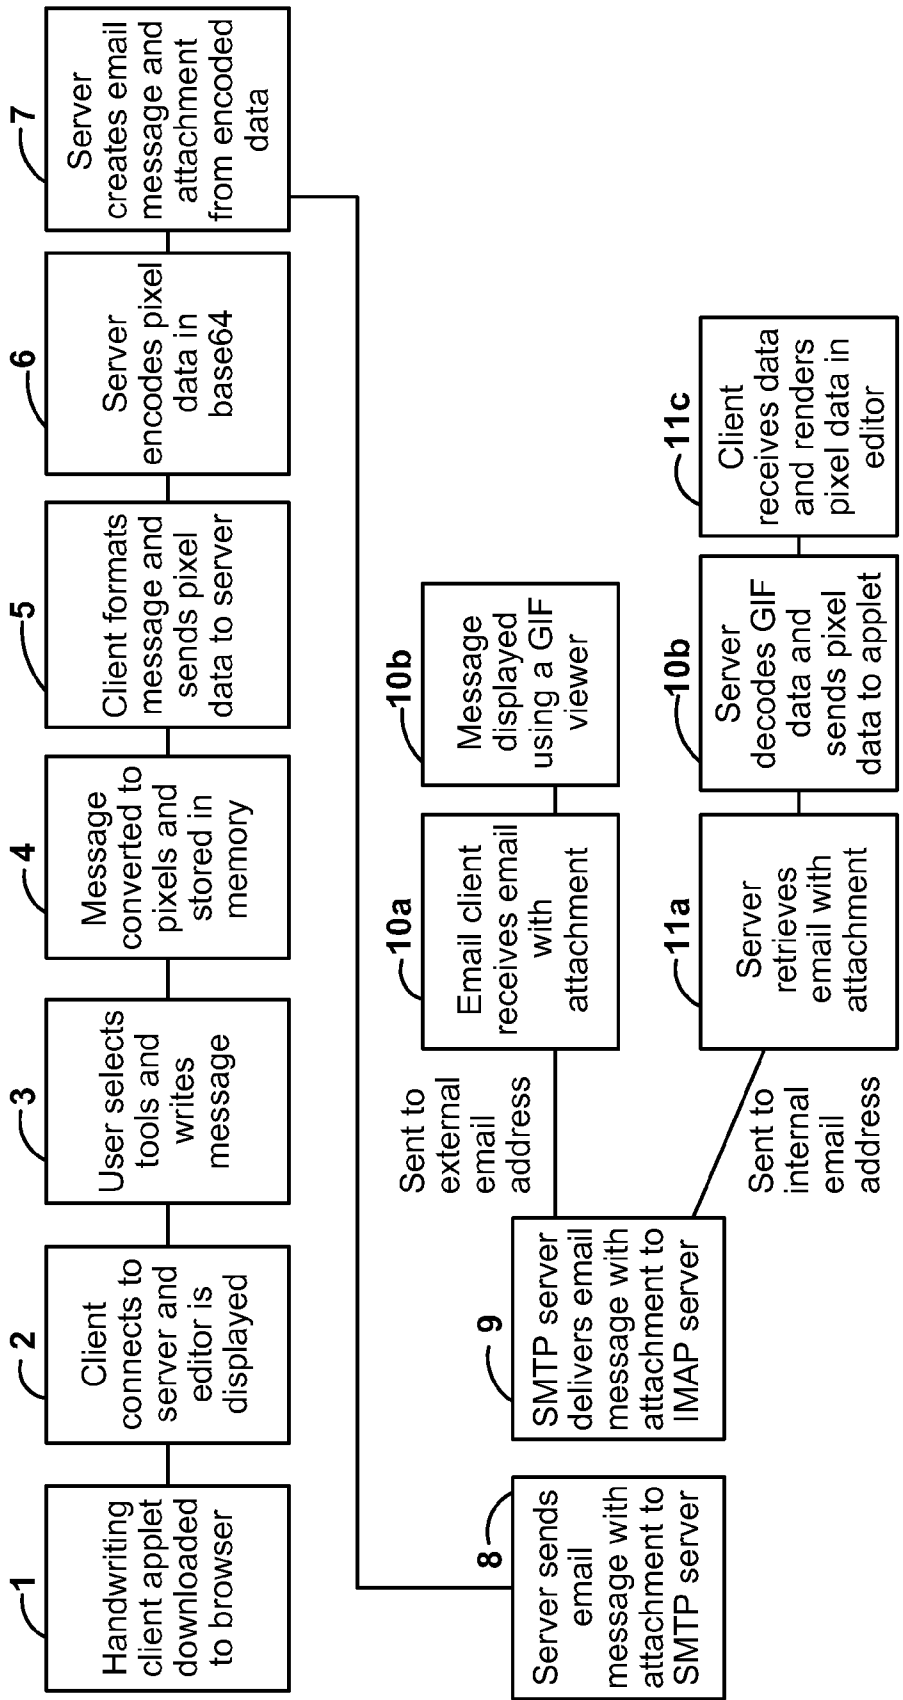 1
Handwriting
client applet
downloaded
to browser
2
Client
connects to
server and
editor is
displayed
3
User selects
tools and
writes
message
4
Message
converted to
pixels and
stored in
memory
5
Client formats
message and
sends pixel
data to server
6
Server
encodes pixel
data in
base64
7
Server
creates email
message and
attachment
from encoded
data
8
Server sends
email
message with
attachment to
SMTP server
9
SMTP server
delivers email
message with
attachment to
IMAP server
Sent to
external
email
address
10a
Email client
receives email
with
attachment
10b
Message
displayed
using a GIF
viewer
Sent to
internal
email
address
11a
Server
retrieves
email with
attachment
10b
Server
decodes GIF
data and
sends pixel
data to applet
11c
Client
receives data
and renders
pixel data in
editor